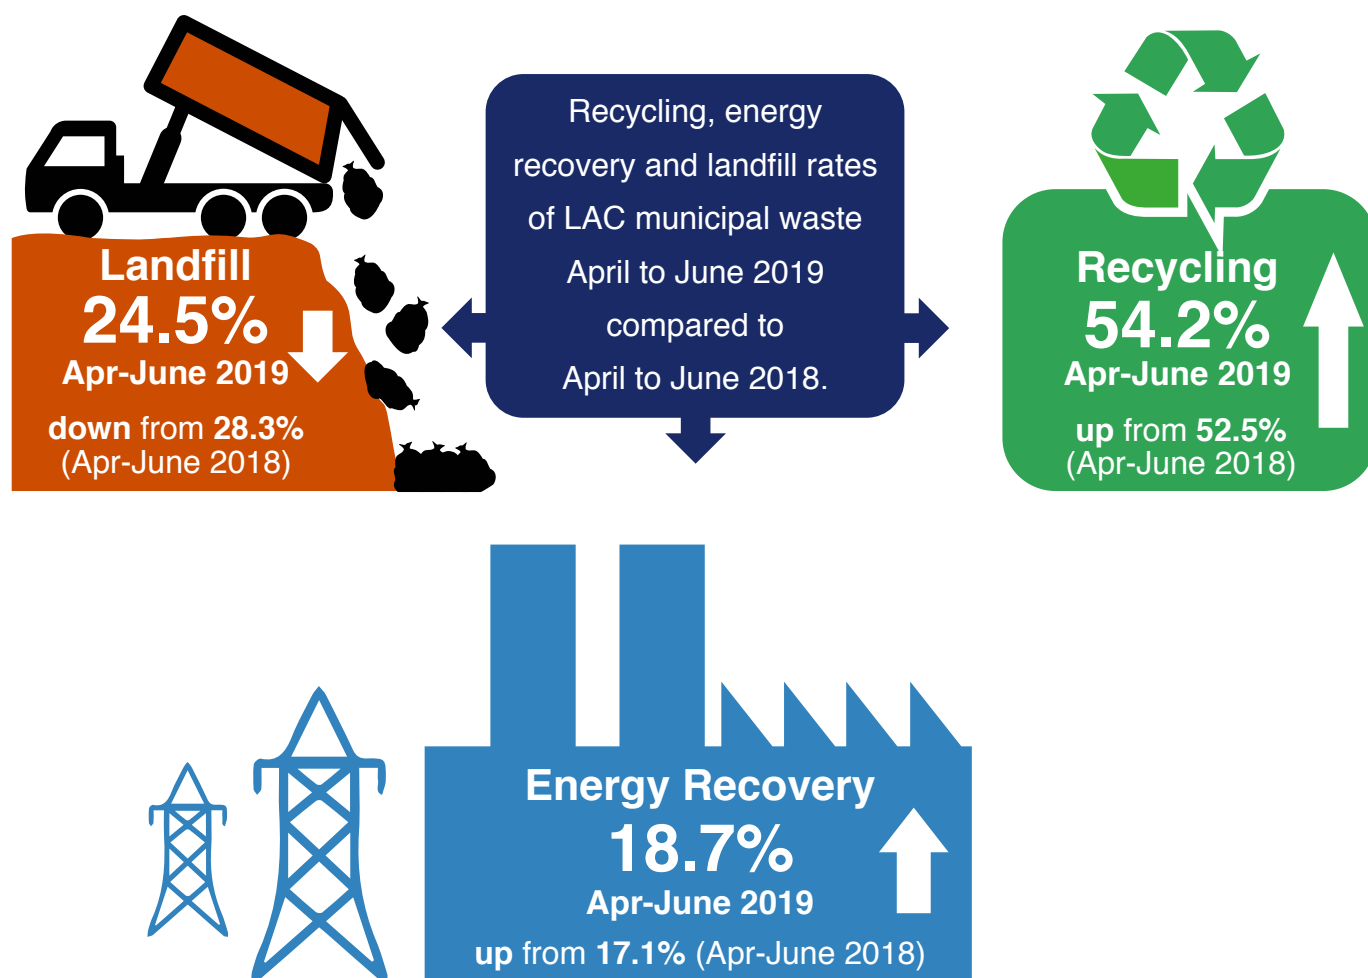 Recycling, energy
recovery and landfill rates
of LAC municipal waste
April to June 2019
compared to
April to June 2018.
Landfill
24.5%
Apr-June 2019
down from 28.3%
(Apr-June 2018)
Recycling
54.2%
Apr-June 2019
up from 52.5%
(Apr-June 2018)
Energy Recovery
18.7%
Apr-June 2019
up from 17.1% (Apr-June 2018)